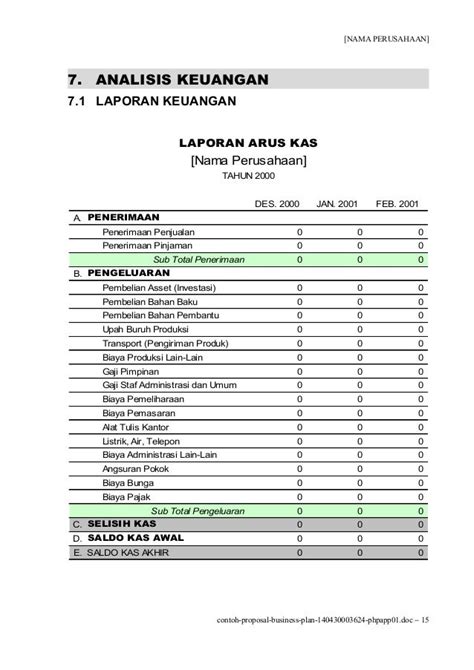 [NAMA PERUSAHAAN]
7. ANALISIS KEUANGAN
7.1 LAPORAN KEUANGAN
LAPORAN ARUS KAS
[Nama Perusahaan]
TAHUN 2000
DES. 2000 JAN. 2001 FEB. 2001
A. PENERIMAAN
Penerimaan Penjualan 0 0 0
Penerimaan Pinjaman 0 0 0
Sub Total Penerimaan 0 0 0
B. PENGELUARAN
Pembelian Asset (Investasi) 0 0 0
Pembelian Bahan Baku 0 0 0
Pembelian Bahan Pembantu 0 0 0
Upah Buruh Produksi 0 0 0
Transport (Pengiriman Produk) 0 0 0
Biaya Produksi Lain-Lain 0 0 0
Gaji Pimpinan 0 0 0
Gaji Staf Administrasi dan Umum 0 0 0
Biaya Pemeliharaan 0 0 0
Biaya Pemasaran 0 0 0
Alat Tulis Kantor 0 0 0
Listrik, Air, Telepon 0 0 0
Biaya Administrasi Lain-Lain 0 0 0
Angsuran Pokok 0 0 0
Biaya Bunga 0 0 0
Biaya Pajak 0 0 0
Sub Total Pengeluaran 0 0 0
C. SELISIH KAS 0 0 0
D. SALDO KAS AWAL 0 0 0
E. SALDO KAS AKHIR 0 0 0
contoh-proposal-business-plan-140430003624-phpapp01.doc – 15